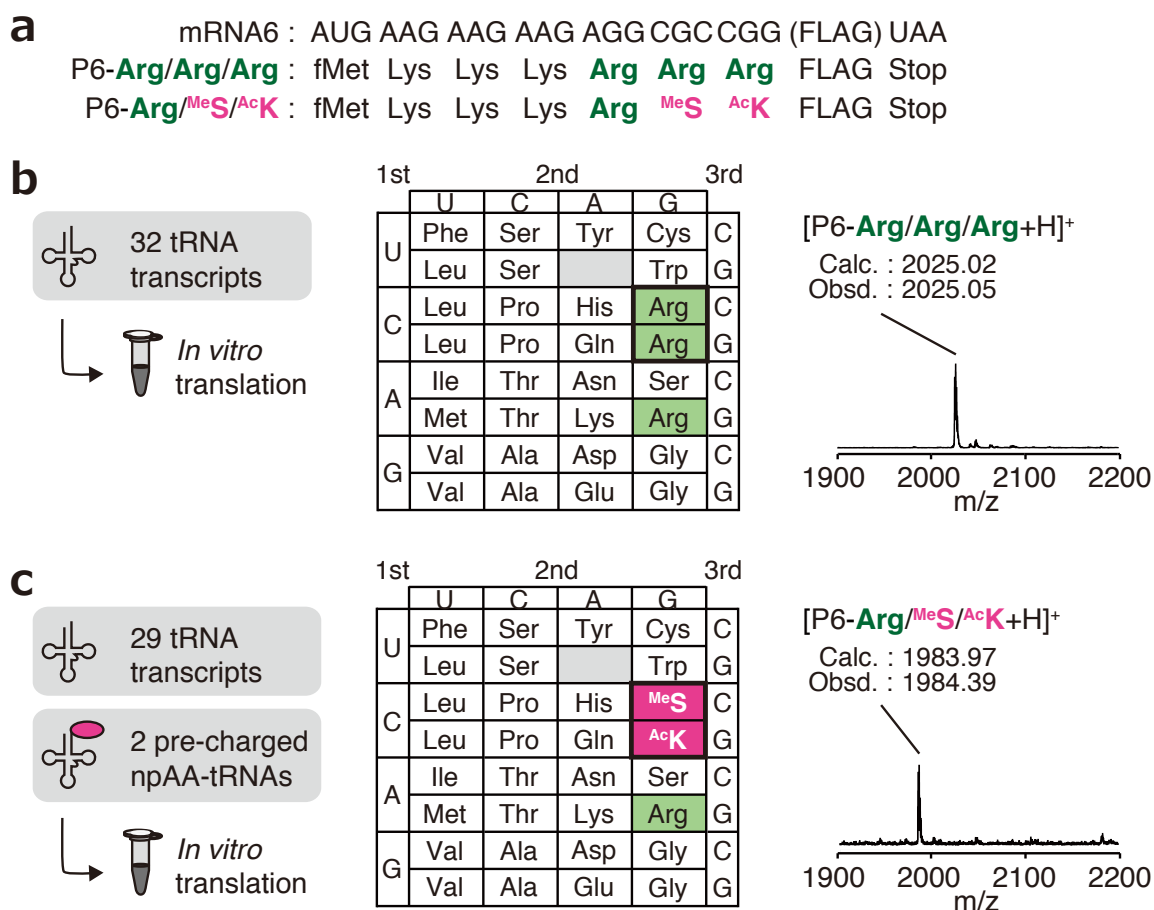 a
mRNA6 : AUG AAG AAG AAG AGG CGC CGG (FLAG) UAA
P6-Arg/Arg/Arg : fMet Lys Lys Lys Arg Arg Arg FLAG Stop
P6-Arg/MeS/AcK : fMet Lys Lys Lys Arg MeS AcK FLAG Stop
b
32 tRNA
transcripts
In vitro
translation
1st 2nd 3rd
U C A G
U Phe Ser Tyr Cys C
Leu Ser Trp G
C Leu Pro His Arg C
Leu Pro Gln Arg G
A Ile Thr Asn Ser C
Met Thr Lys Arg G
G Val Ala Asp Gly C
Val Ala Glu Gly G
[P6-Arg/Arg/Arg+H]+
Calc. : 2025.02
Obsd. : 2025.05
1900 2000 2100 2200
m/z
c
29 tRNA
transcripts
2 pre-charged
npAA-tRNAs
In vitro
translation
1st 2nd 3rd
U C A G
U Phe Ser Tyr Cys C
Leu Ser Trp G
C Leu Pro His MeS C
Leu Pro Gln AcK G
A Ile Thr Asn Ser C
Met Thr Lys Arg G
G Val Ala Asp Gly C
Val Ala Glu Gly G
[P6-Arg/MeS/AcK+H]+
Calc. : 1983.97
Obsd. : 1984.39
1900 2000 2100 2200
m/z